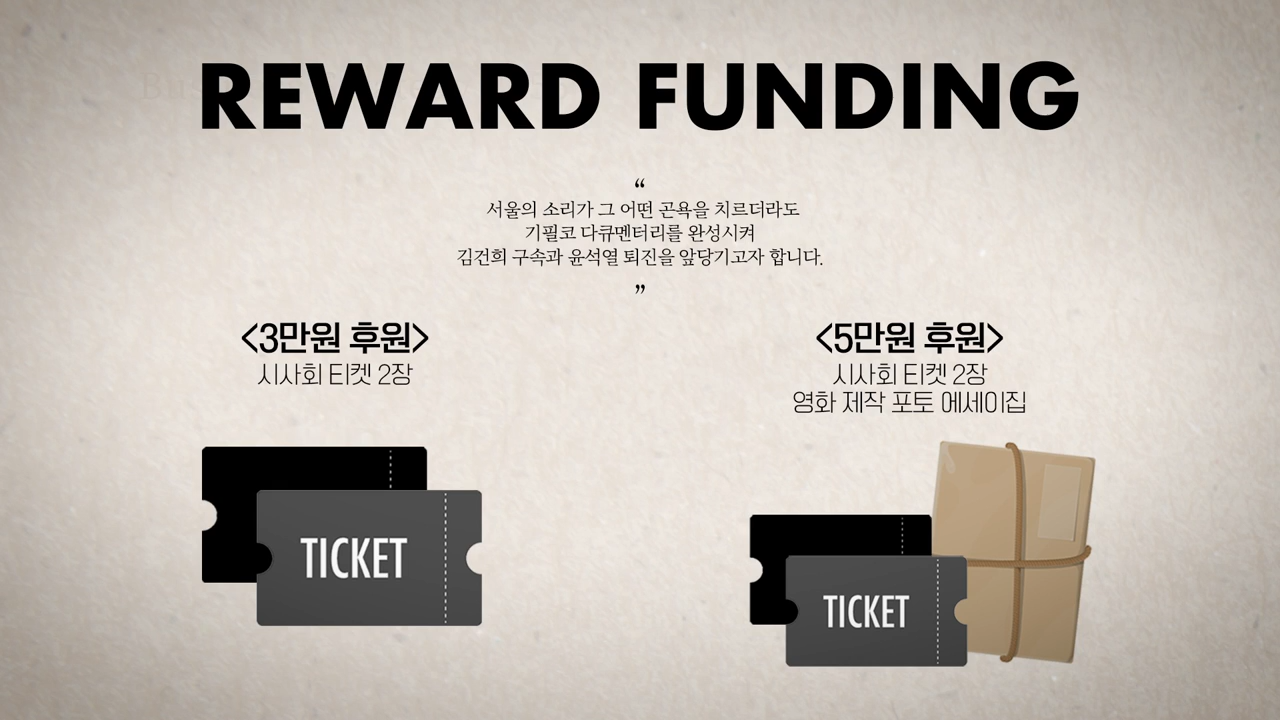 REWARD FUNDING
“
서울의 소리가 그 어떤 곤욕을 치르더라도
기필코 다큐멘터리를 완성시켜
김건희 구속과 윤석열 퇴진을 앞당기고자 합니다.
”
<3만원 후원>
시사회 티켓 2장
<5만원 후원>
시사회 티켓 2장
영화 제작 포토 에세이집
TICKET
TICKET